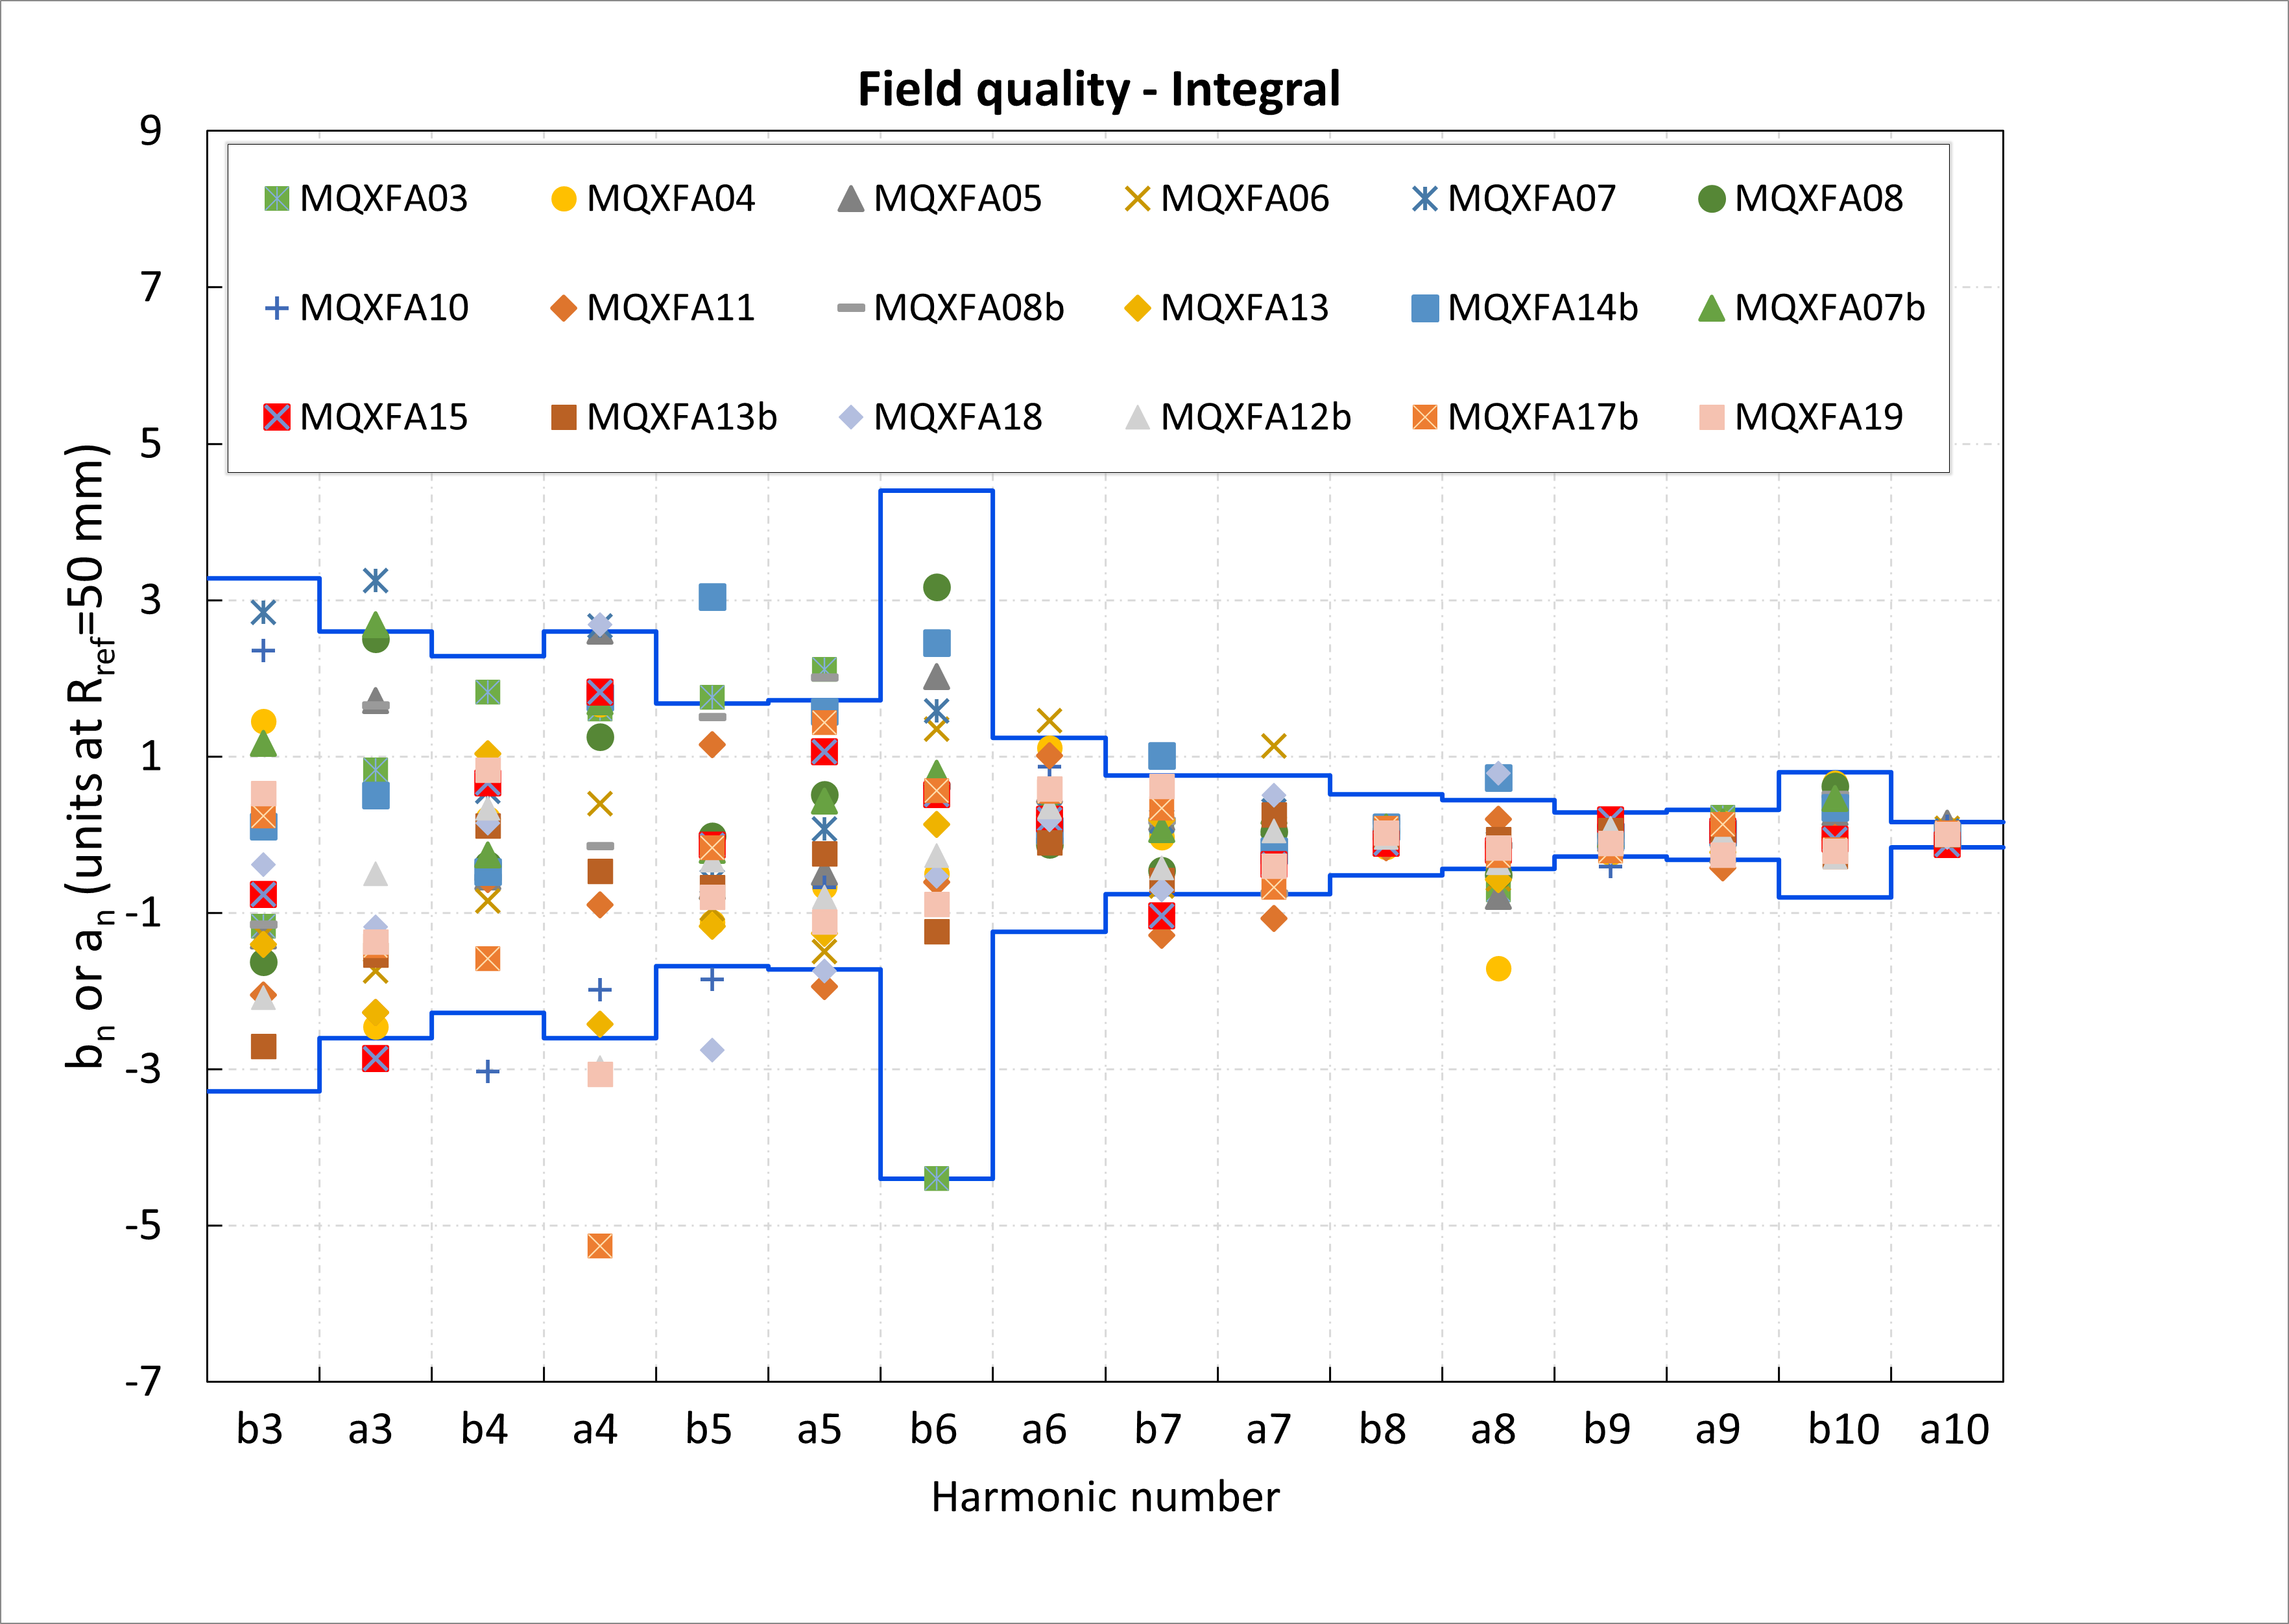 Field quality - Integral
9
MQXFA03 MQXFA04 MQXFA05 MQXFA06 MQXFA07 MQXFA08
7
MQXFA10 MQXFA11 MQXFA08b MQXFA13 MQXFA14b MQXFA07b
MQXFA15 MQXFA13b MQXFA18 MQXFA12b MQXFA17b MQXFA19
5
3
1
-1
-3
-5
-7
bn or an (units at Rref=50 mm)
b3 a3 b4 a4 b5 a5 b6 a6 b7 a7 b8 a8 b9 a9 b10 a10
Harmonic number